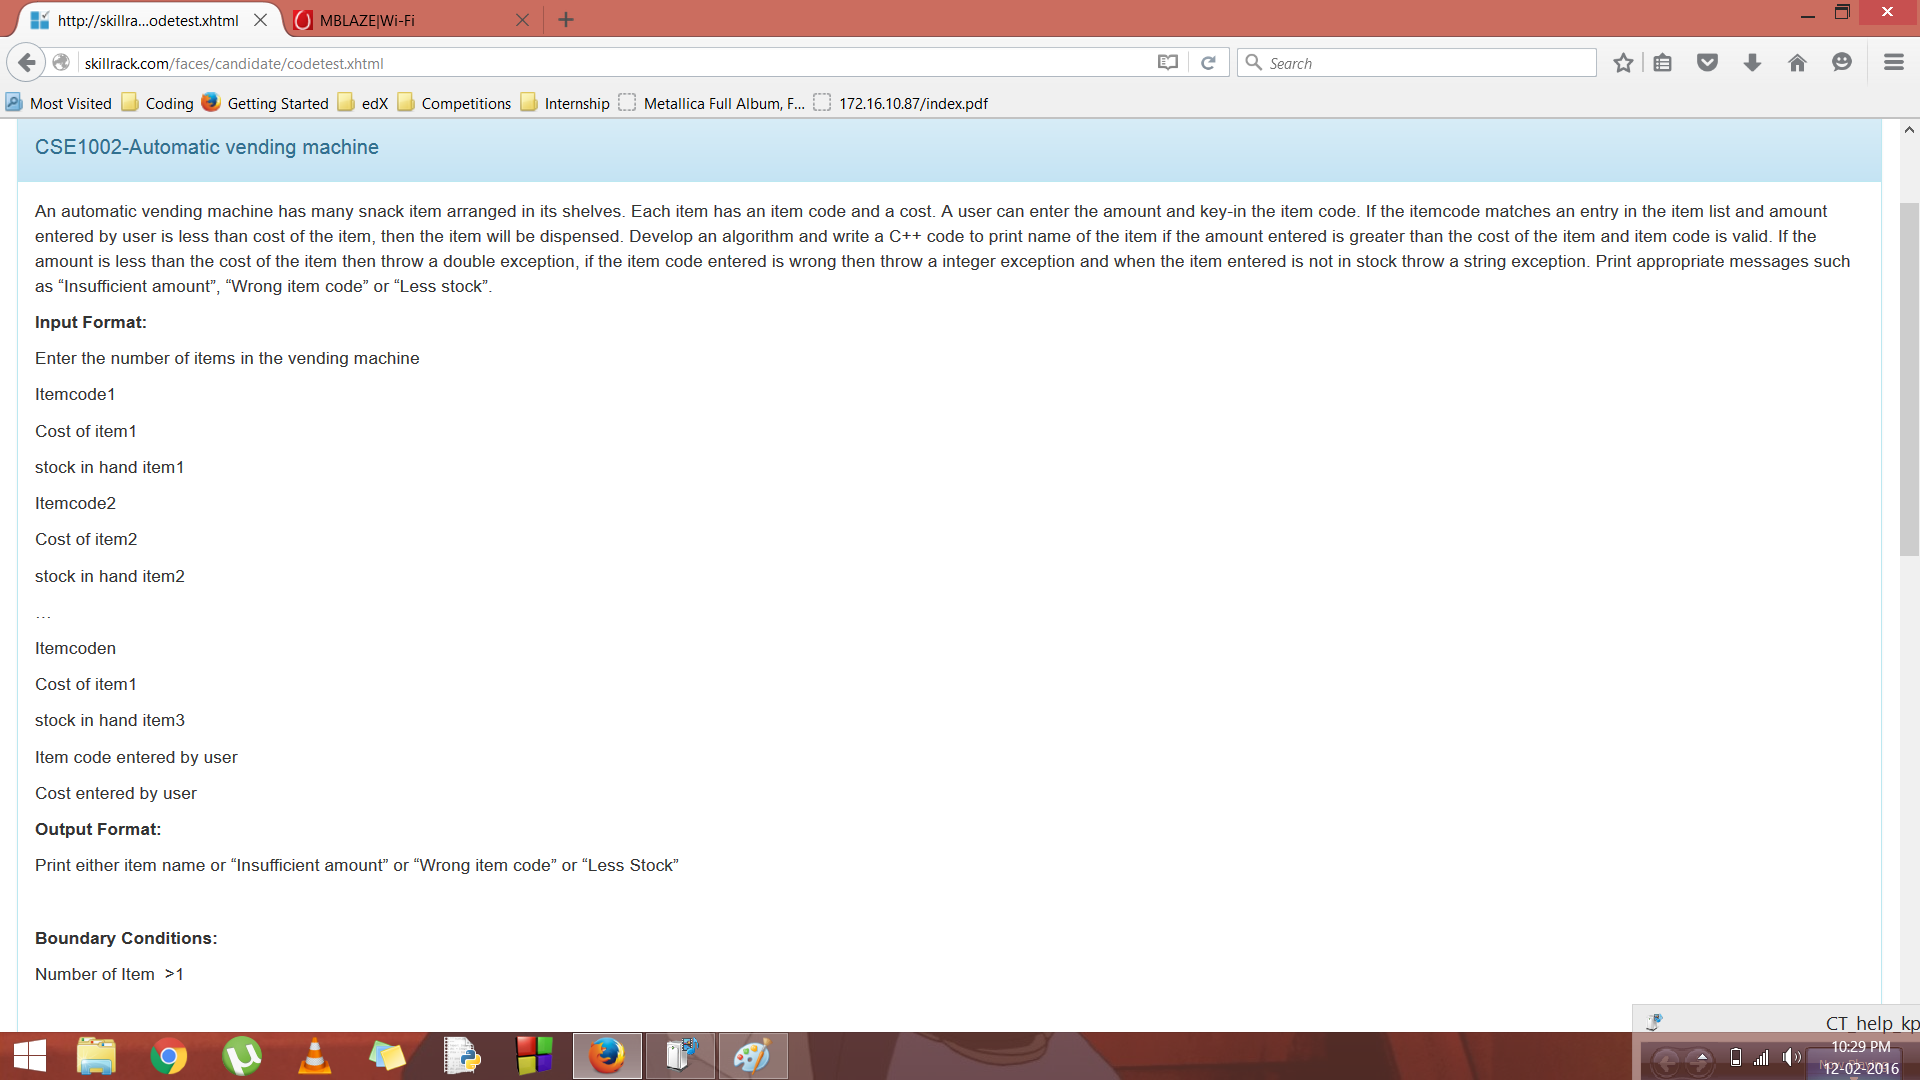 http://skillra...odetest.xhtml
MBLAZE|Wi-Fi
skillrack.com/faces/candidate/codetest.xhtml
Search
Most Visited Coding Getting Started edX Competitions Internship Metallica Full Album, F... 172.16.10.87/index.pdf
CSE1002-Automatic vending machine
An automatic vending machine has many snack item arranged in its shelves. Each item has an item code and a cost. A user can enter the amount and key-in the item code. If the itemcode matches an entry in the item list and amount
entered by user is less than cost of the item, then the item will be dispensed. Develop an algorithm and write a C++ code to print name of the item if the amount entered is greater than the cost of the item and item code is valid. If the
amount is less than the cost of the item then throw a double exception, if the item code entered is wrong then throw a integer exception and when the item entered is not in stock throw a string exception. Print appropriate messages such
as “Insufficient amount”, “Wrong item code” or “Less stock”.
Input Format:
Enter the number of items in the vending machine
Itemcode1
Cost of item1
stock in hand item1
Itemcode2
Cost of item2
stock in hand item2
…
Itemcoden
Cost of item1
stock in hand item3
Item code entered by user
Cost entered by user
Output Format:
Print either item name or “Insufficient amount” or “Wrong item code” or “Less Stock”
Boundary Conditions:
Number of Item >1
CT_help_kp
10:29 PM
12-02-2016